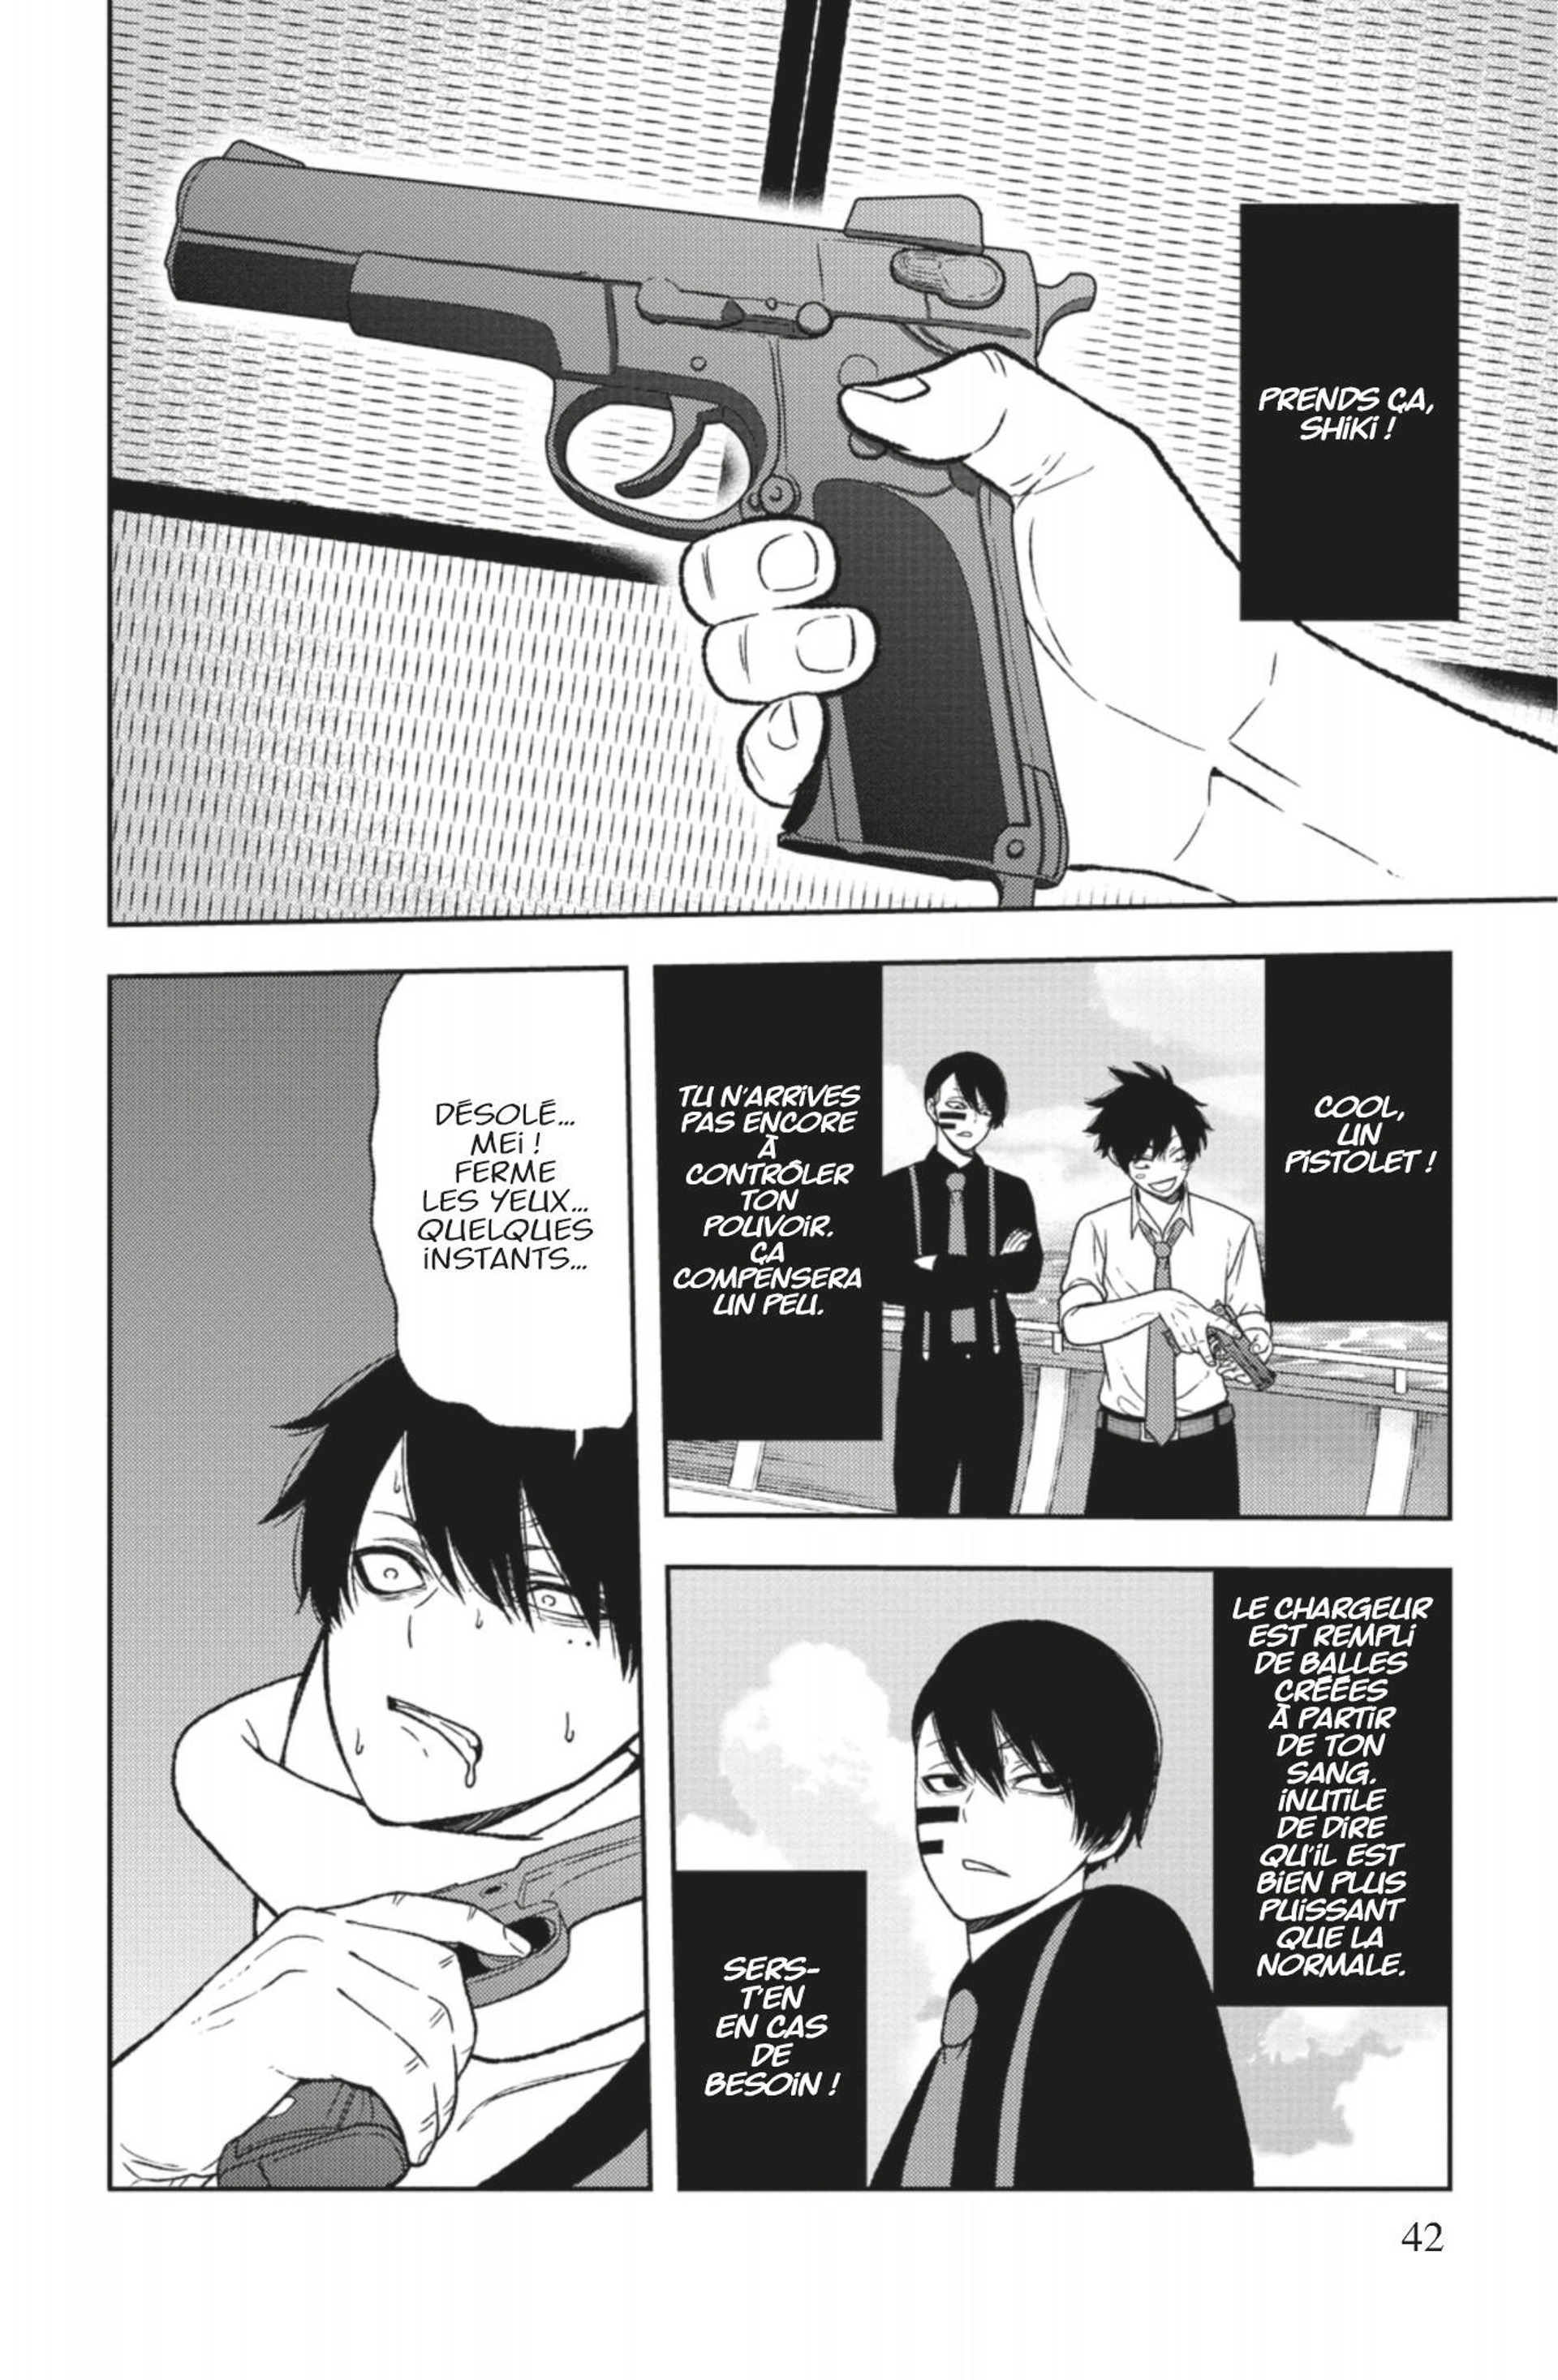 PRENDS ÇA,
SHIKI !
COOL,
UN
PISTOLET !
TU N'ARRIVES
PAS ENCORE
À
CONTRÔLER
TON
POUVOIR.
ÇA
COMPENSERA
UN PEU.
LE CHARGEUR
EST REMPLI
DE BALLES
CRÉÉES
À PARTIR
DE TON
SANG.
INUTILE
DE DIRE
QU'IL EST
BIEN PLUS
PUISSANT
QUE LA
NORMALE.
SERS-
T'EN
EN CAS
DE
BESOIN !
DÉSOLÉ...
MEI !
FERME
LES YEUX...
QUELQUES
INSTANTS...
42